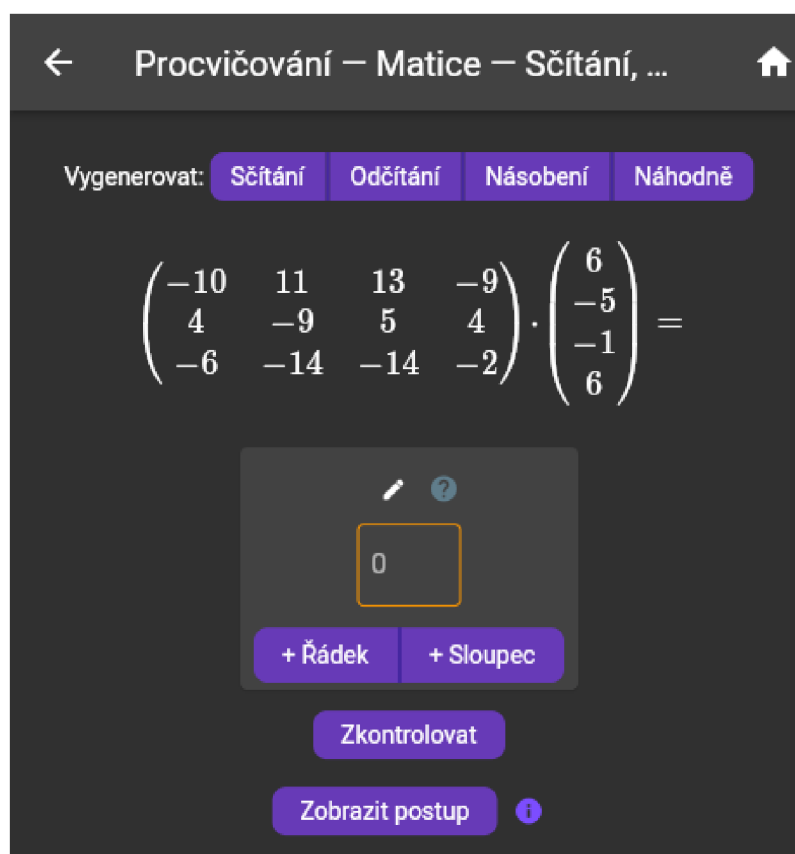 Procvičování — Matice — Sčítání, ...
Vygenerovat: Sčítání Odčítání Násobení Náhodně
−10 11 13 −9
4 −9 5 4
−6 −14 −14 −2
·
6
−5
−1
6
=
0
+ Řádek + Sloupec
Zkontrolovat
Zobrazit postup